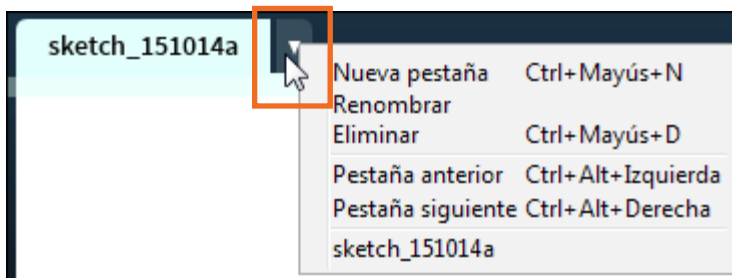 sketch_151014a
Nueva pestaña Ctrl+Mayús+N
Renombrar
Eliminar Ctrl+Mayús+D
Pestaña anterior Ctrl+Alt+Izquierda
Pestaña siguiente Ctrl+Alt+Derecha
sketch_151014a